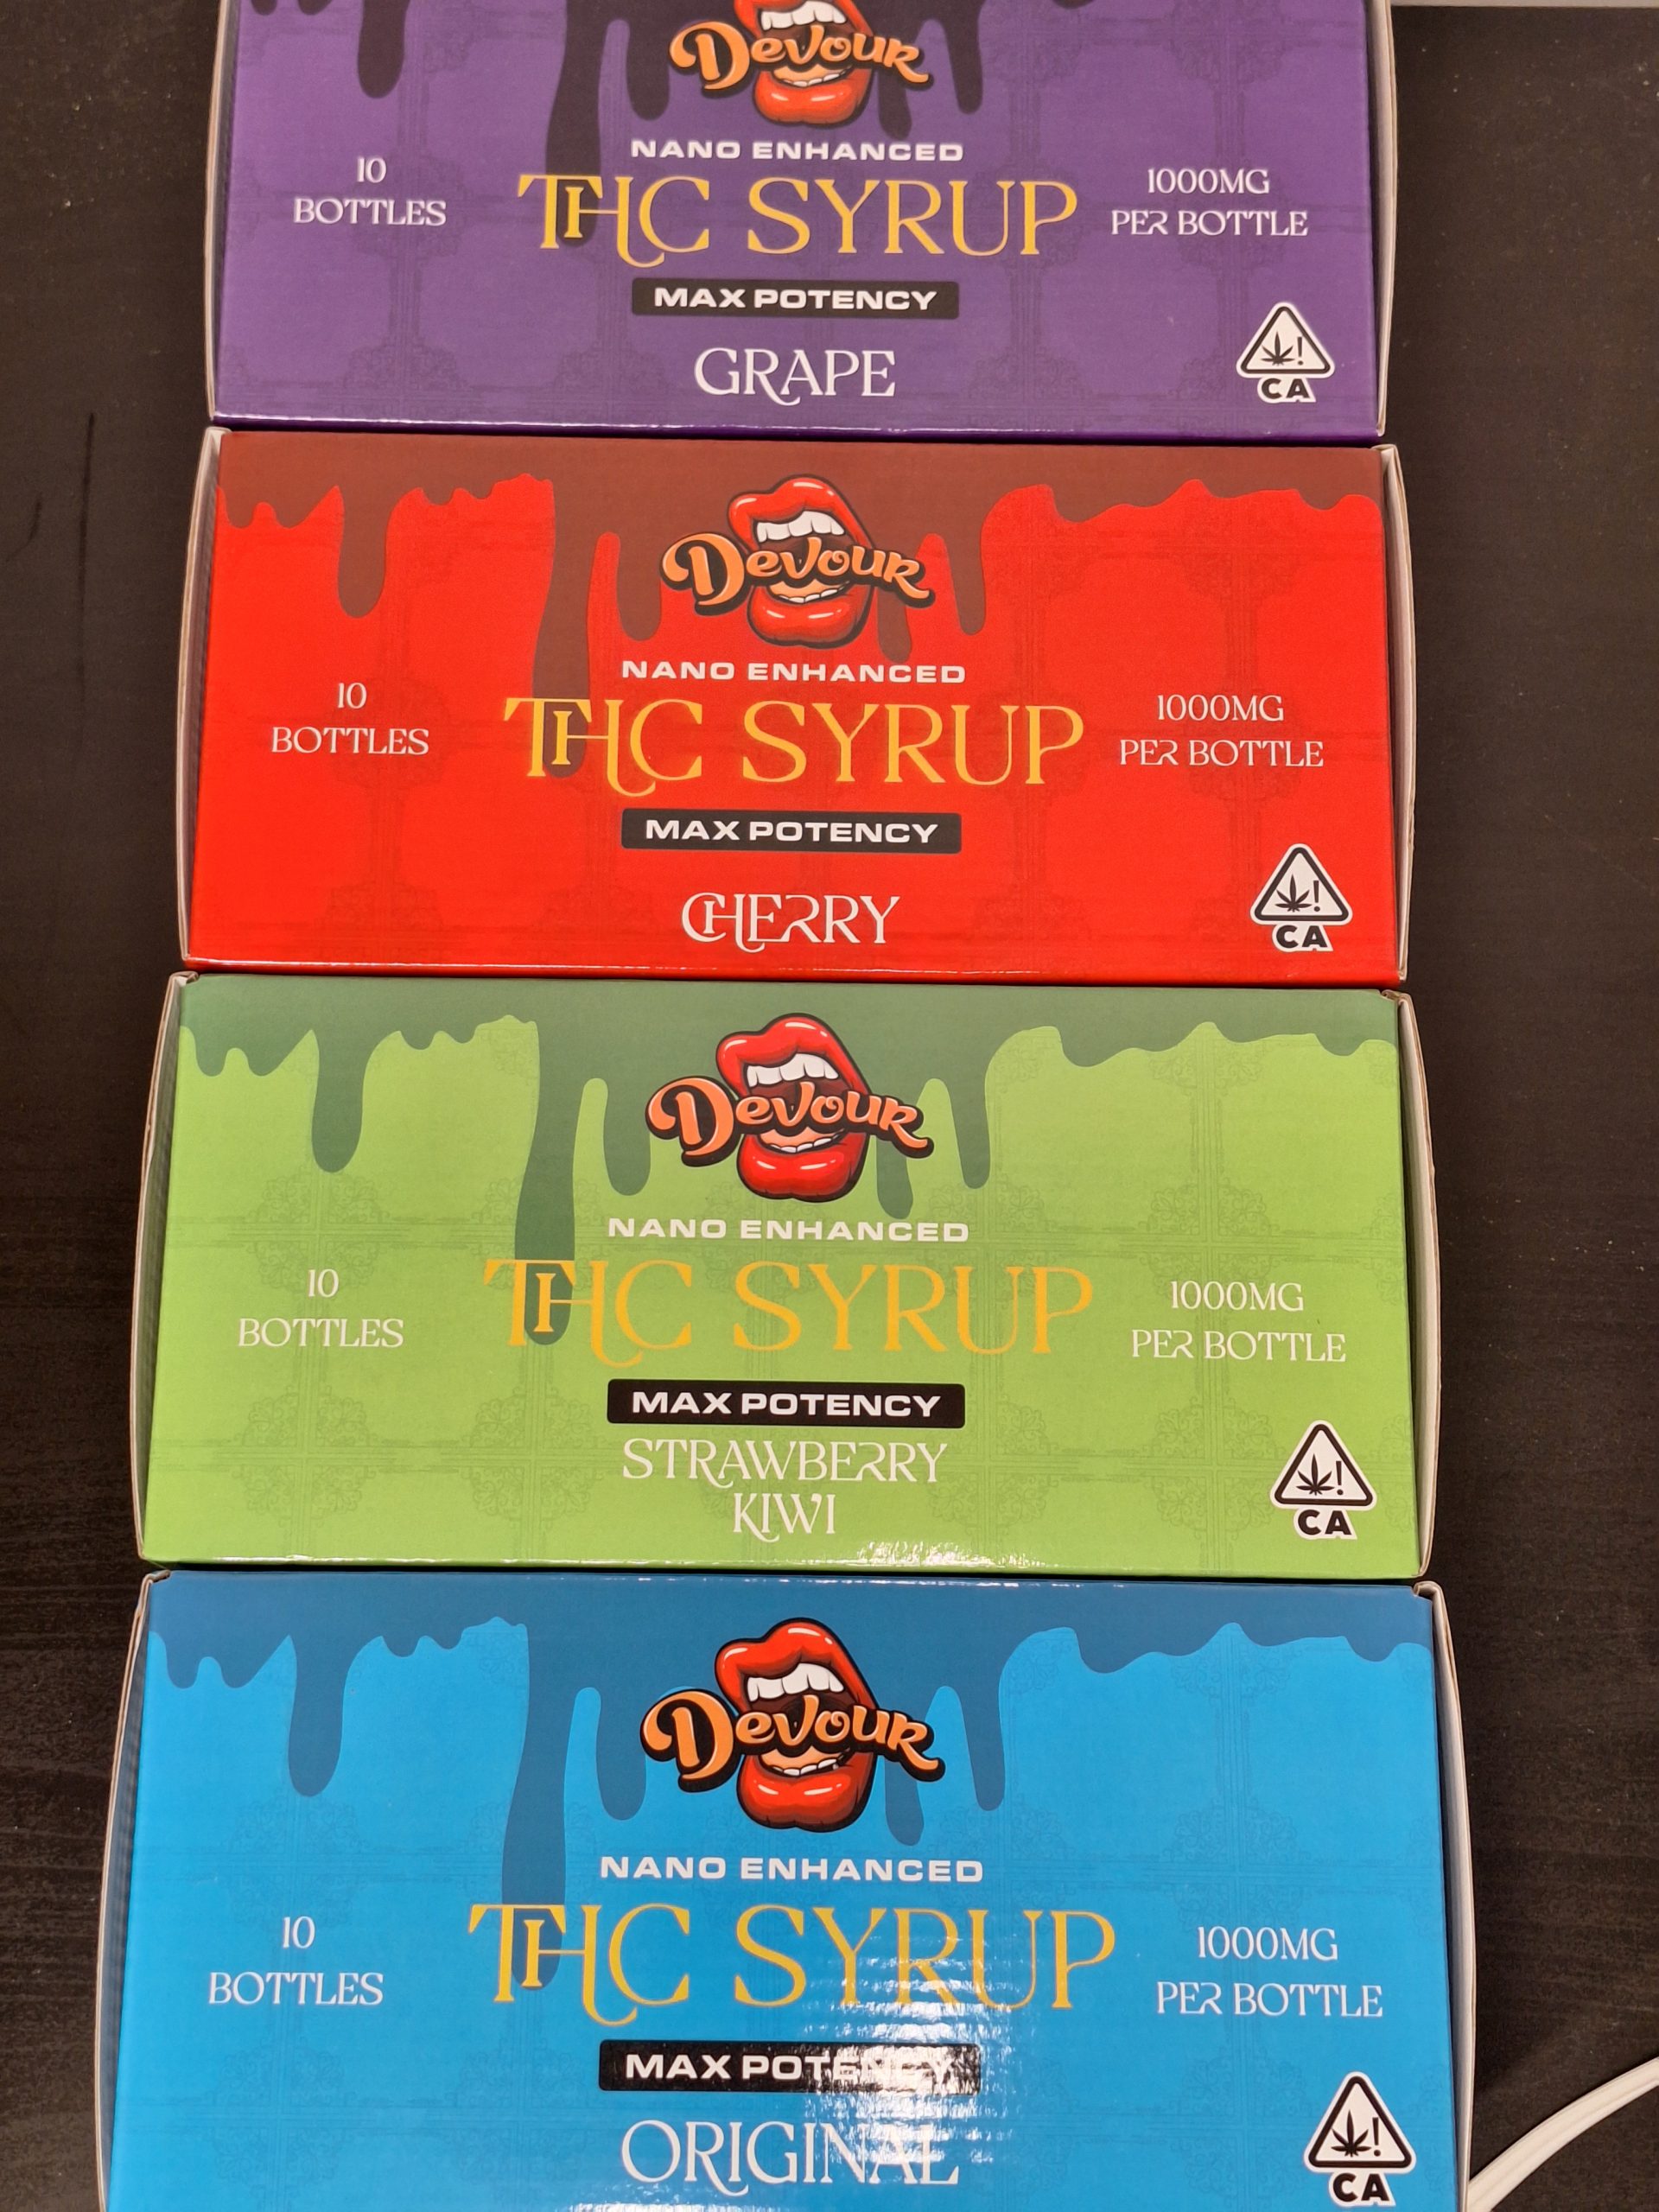 Devour
NANO ENHANCED
10
BOTTLES
THC SYRUP
1000MG
PER BOTTLE
MAX POTENCY
GRAPE
CA
Devour
NANO ENHANCED
10
BOTTLES
THC SYRUP
1000MG
PER BOTTLE
MAX POTENCY
CHERRY
CA
Devour
NANO ENHANCED
10
BOTTLES
THC SYRUP
1000MG
PER BOTTLE
MAX POTENCY
STRAWBERRY
KIWI
CA
Devour
NANO ENHANCED
10
BOTTLES
THC SYRUP
1000MG
PER BOTTLE
MAX POTENCY
ORIGINAL
CA